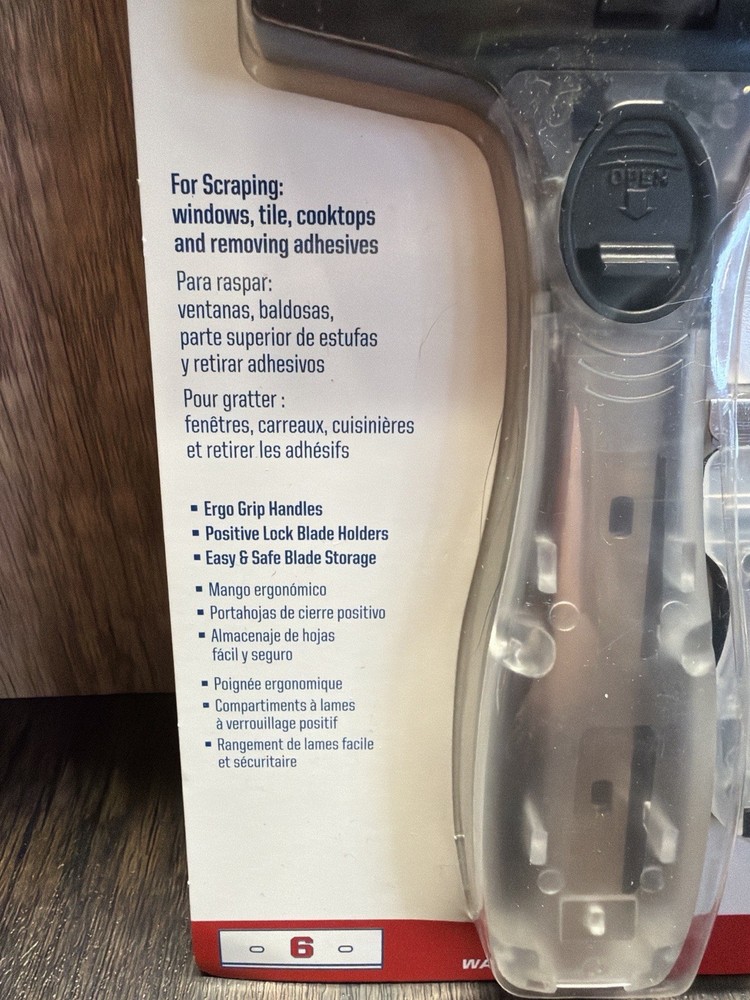 OPEN
For Scraping:
windows, tile, cooktops
and removing adhesives
Para raspar:
ventanas, baldosas,
parte superior de estufas
y retirar adhesivos
Pour gratter :
fenêtres, carreaux, cuisinières
et retirer les adhésifs
▪ Ergo Grip Handles
▪ Positive Lock Blade Holders
▪ Easy & Safe Blade Storage
▪ Mango ergonómico
▪ Portahojas de cierre positivo
▪ Almacenaje de hojas
fácil y seguro
▪ Poignée ergonomique
▪ Compartiments à lames
à verrouillage positif
▪ Rangement de lames facile
et sécuritaire
6